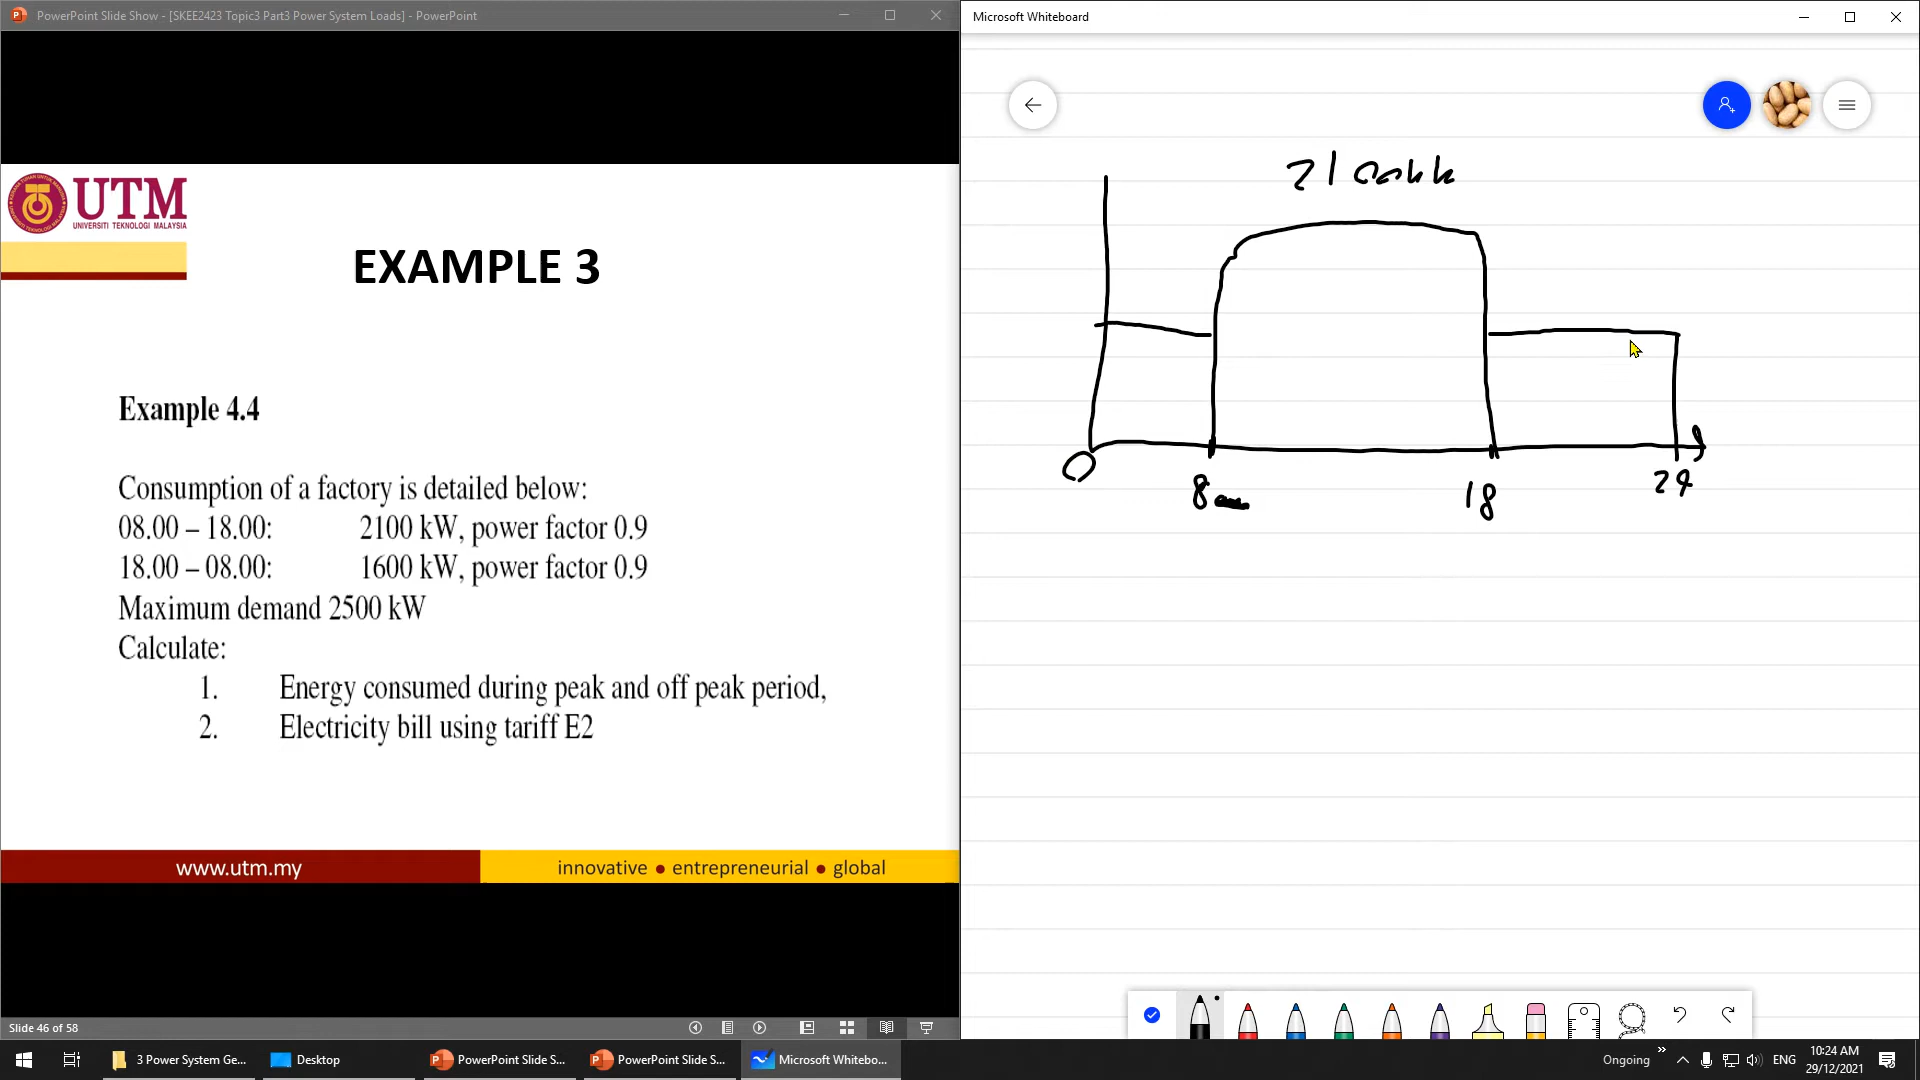 PowerPoint Slide Show - [SKEE2423 Topic3 Part3 Power System Loads] - PowerPoint
UTM
UNIVERSITI TEKNOLOGI MALAYSIA
EXAMPLE 3
Example 4.4
Consumption of a factory is detailed below:
08.00 – 18.00: 2100 kW, power factor 0.9
18.00 – 08.00: 1600 kW, power factor 0.9
Maximum demand 2500 kW
Calculate:
1. Energy consumed during peak and off peak period,
2. Electricity bill using tariff E2
www.utm.my
innovative ● entrepreneurial ● global
Slide 46 of 58
Microsoft Whiteboard
0
8
18
24
3 Power System Ge...
Desktop
PowerPoint Slide S...
PowerPoint Slide S...
Microsoft Whitebo...
Ongoing
ENG
10:24 AM
29/12/2021